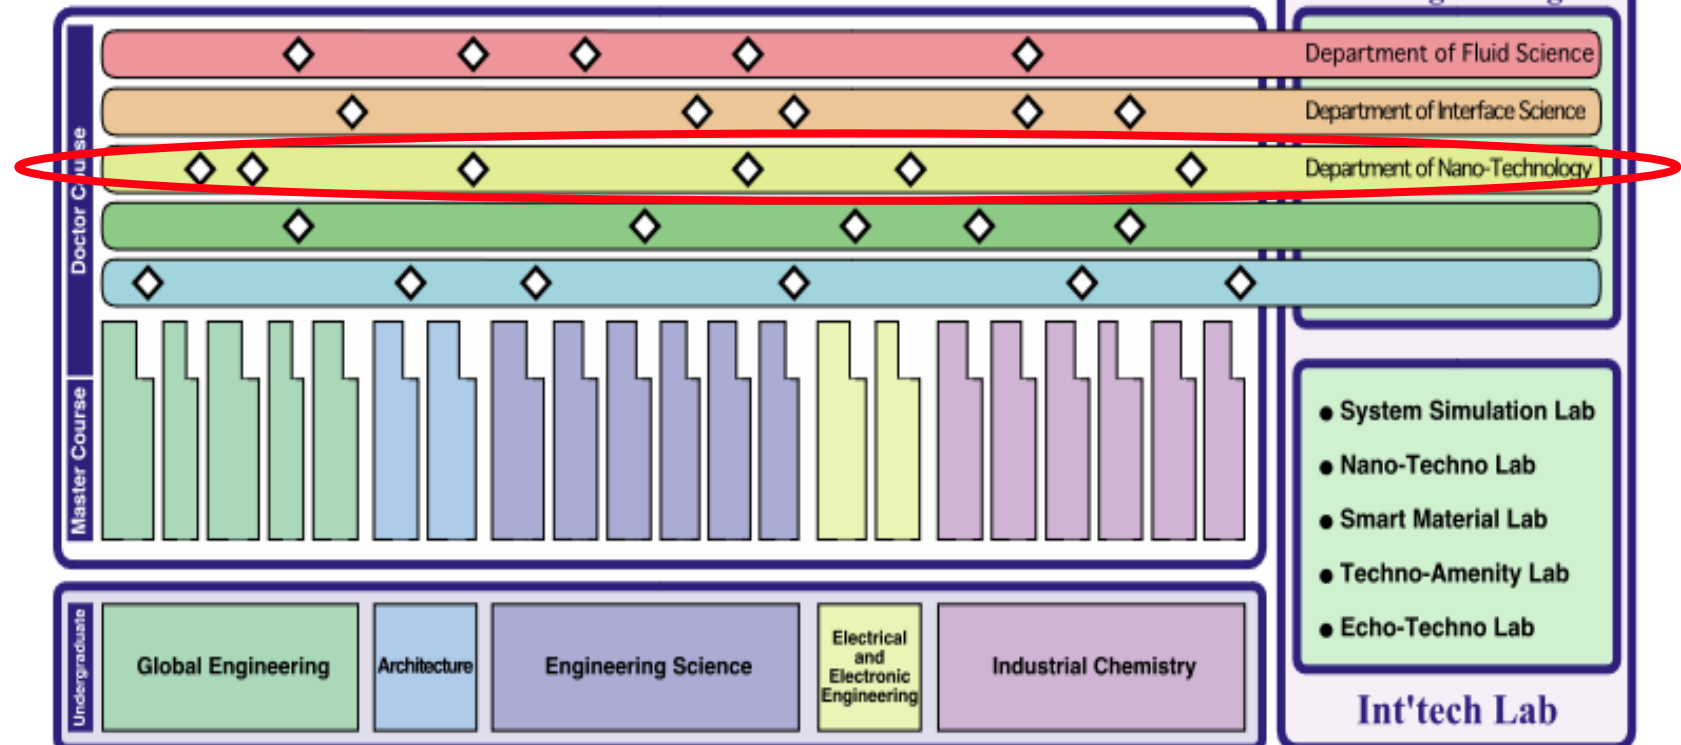 Doctor Course
Department of Fluid Science
Department of Interface Science
Department of Nano-Technology
Master Course
Undergraduate
Global Engineering
Architecture
Engineering Science
Electrical
and
Electronic
Engineering
Industrial Chemistry
● System Simulation Lab
● Nano-Techno Lab
● Smart Material Lab
● Techno-Amenity Lab
● Echo-Techno Lab
Int'tech Lab